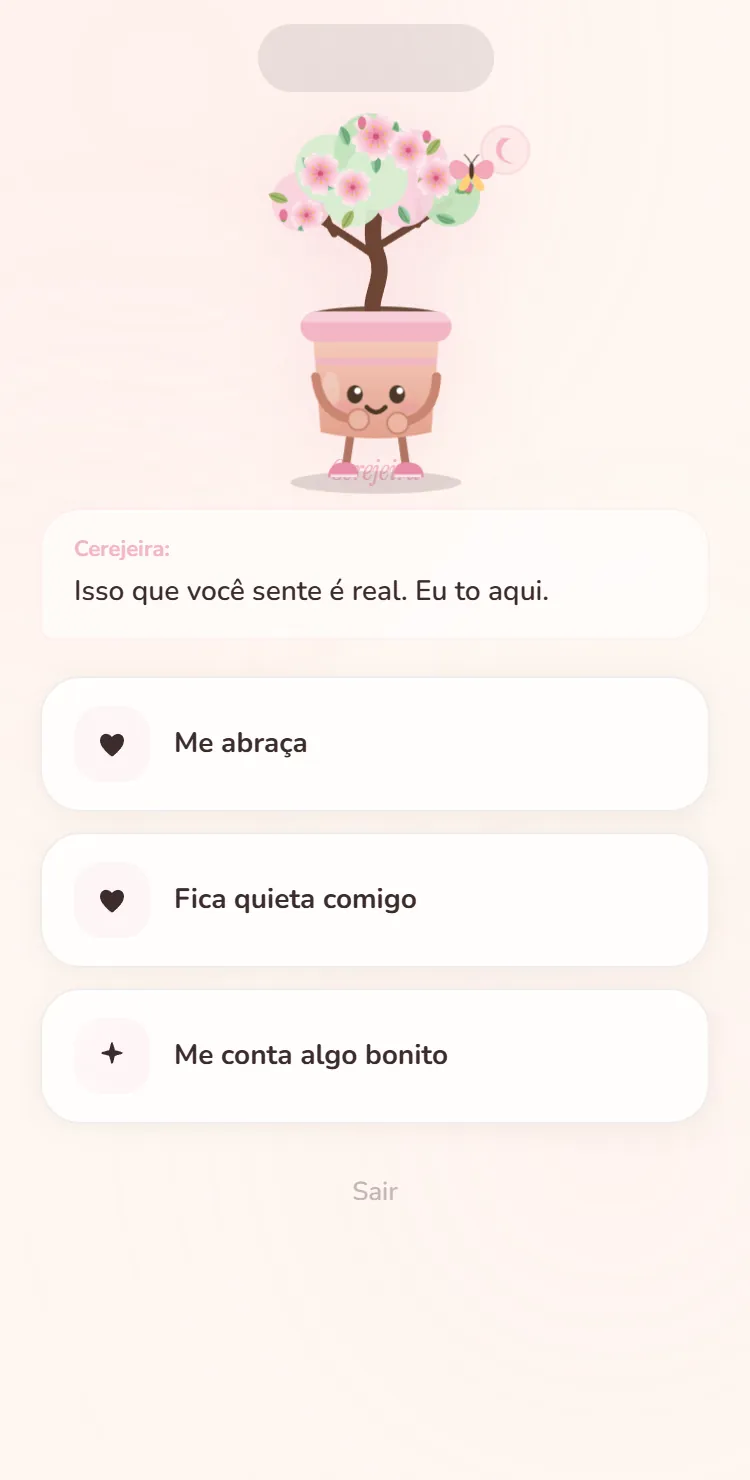 Cerejeira
Cerejeira:
Isso que você sente é real. Eu to aqui.
Me abraça
Fica quieta comigo
Me conta algo bonito
Sair